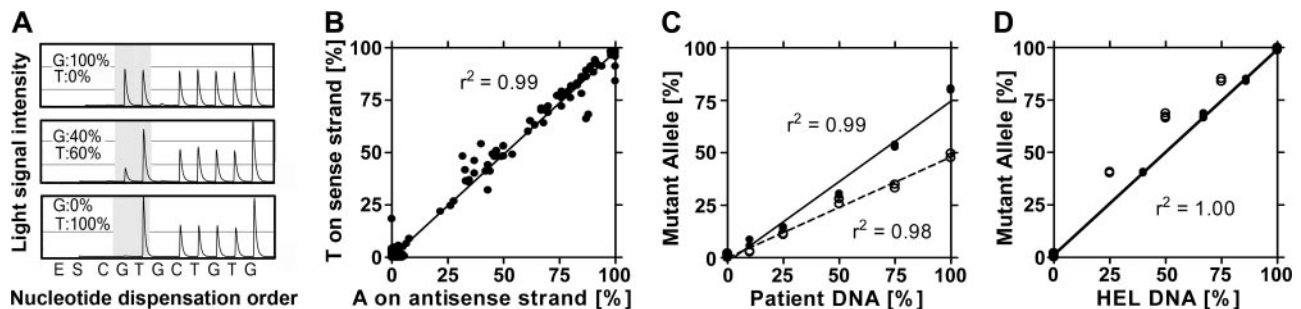 A
Light signal intensity
G:100%
T:0%
G:40%
T:60%
G:0%
T:100%
E S C G T G C T G T G
Nucleotide dispensation order
B
T on sense strand [%]
100
75
50
25
0
r² = 0.99
0 25 50 75 100
A on antisense strand [%]
C
Mutant Allele [%]
100
75
50
25
0
r² = 0.99
r² = 0.98
0 25 50 75 100
Patient DNA [%]
D
Mutant Allele [%]
100
75
50
25
0
r² = 1.00
0 25 50 75 100
HEL DNA [%]